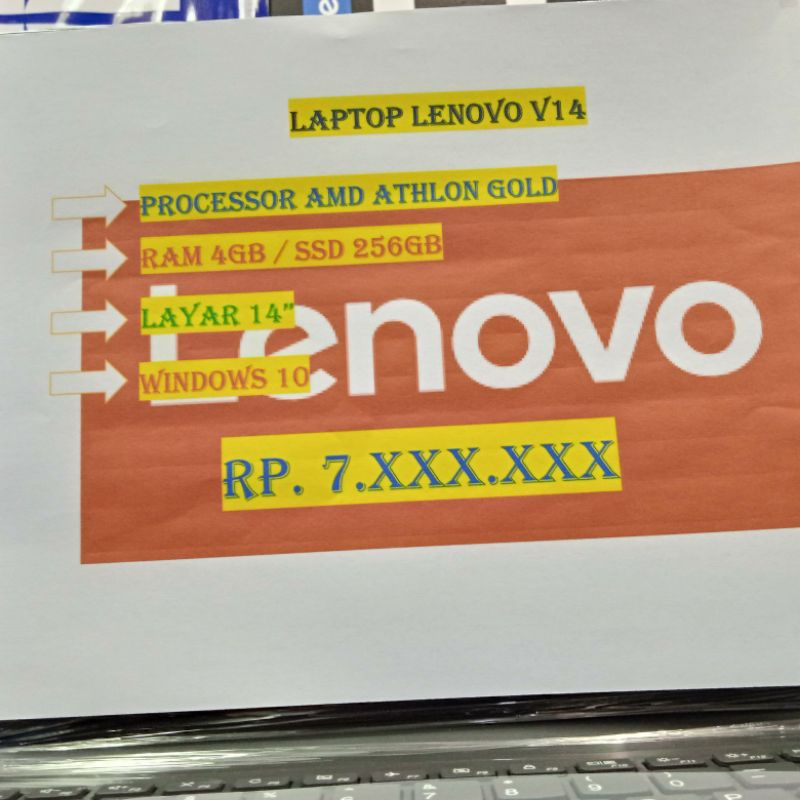 LAPTOP LENOVO V14
PROCESSOR AMD ATHLON GOLD
RAM 4GB / SSD 256GB
LAYAR 14"
WINDOWS 10
Lenovo
RP. 7.XXX.XXX